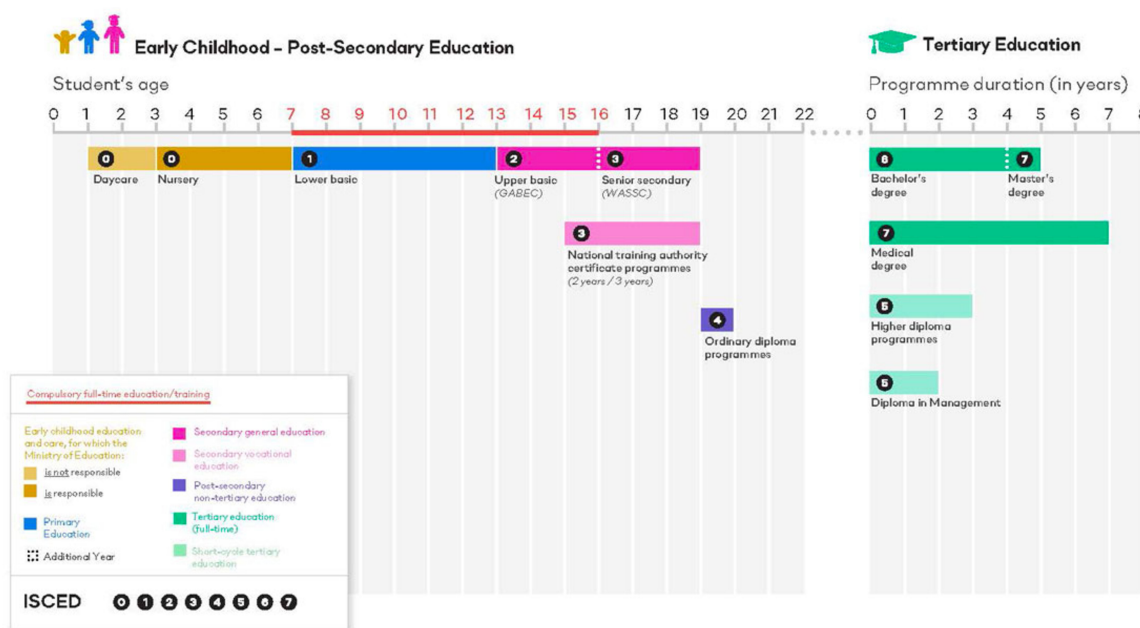 Early Childhood – Post-Secondary Education
Student's age
0 1 2 3 4 5 6 7 8 9 10 11 12 13 14 15 16 17 18 19 20 21 22
0
Daycare
0
Nursery
1
Lower basic
2
Upper basic
(GABEC)
3
Senior secondary
(WASSC)
3
National training authority
certificate programmes
(2 years / 3 years)
4
Ordinary diploma
programmes
Tertiary Education
Programme duration (in years)
0 1 2 3 4 5 6 7 8
6
Bachelor's
degree
7
Master's
degree
7
Medical
degree
5
Higher diploma
programmes
5
Diploma in Management
Compulsory full-time education/training
Early childhood education
and care, for which the
Ministry of Education:
is not responsible
is responsible
Primary
Education
Additional Year
Secondary general education
Secondary vocational
education
Post-secondary
non-tertiary education
Tertiary education
(full-time)
Short-cycle tertiary
education
ISCED 0 1 2 3 4 5 6 7